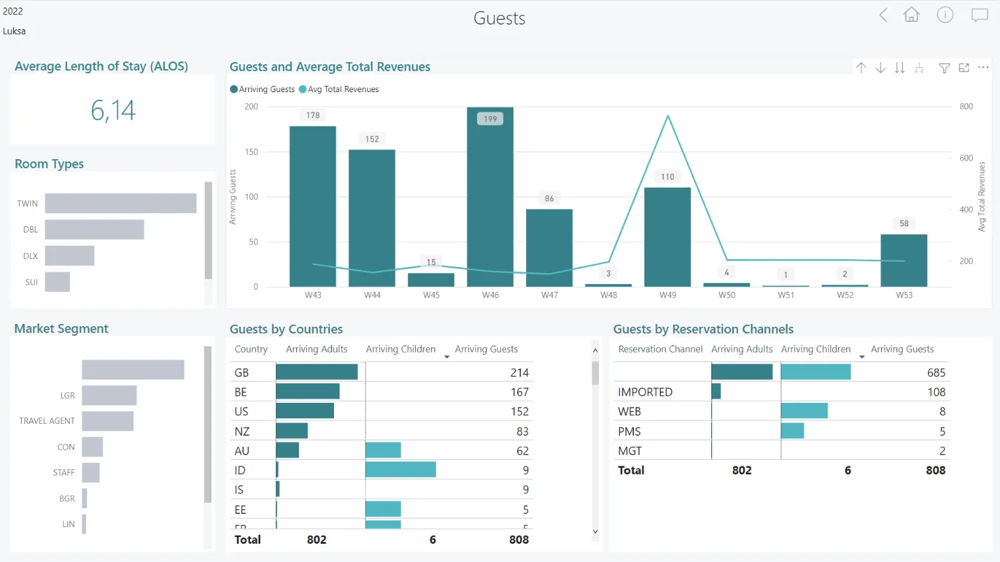 2022
Luksa
Guests
Average Length of Stay (ALOS)
6,14
Room Types
TWIN
DBL
DLX
SUI
Market Segment
LGR
TRAVEL AGENT
CON
STAFF
BGR
LIN
Guests and Average Total Revenues
Arriving Guests Avg Total Revenues
200
150
100
50
0
Arriving Guests
178
152
15
199
86
3
110
4
1
2
58
W43 W44 W45 W46 W47 W48 W49 W50 W51 W52 W53
800
600
400
200
Avg Total Revenues
Guests by Countries
Country Arriving Adults Arriving Children Arriving Guests
GB 214
BE 167
US 152
NZ 83
AU 62
ID 9
IS 9
EE 5
Total 802 6 808
Guests by Reservation Channels
Reservation Channel Arriving Adults Arriving Children Arriving Guests
685
IMPORTED 108
WEB 8
PMS 5
MGT 2
Total 802 6 808